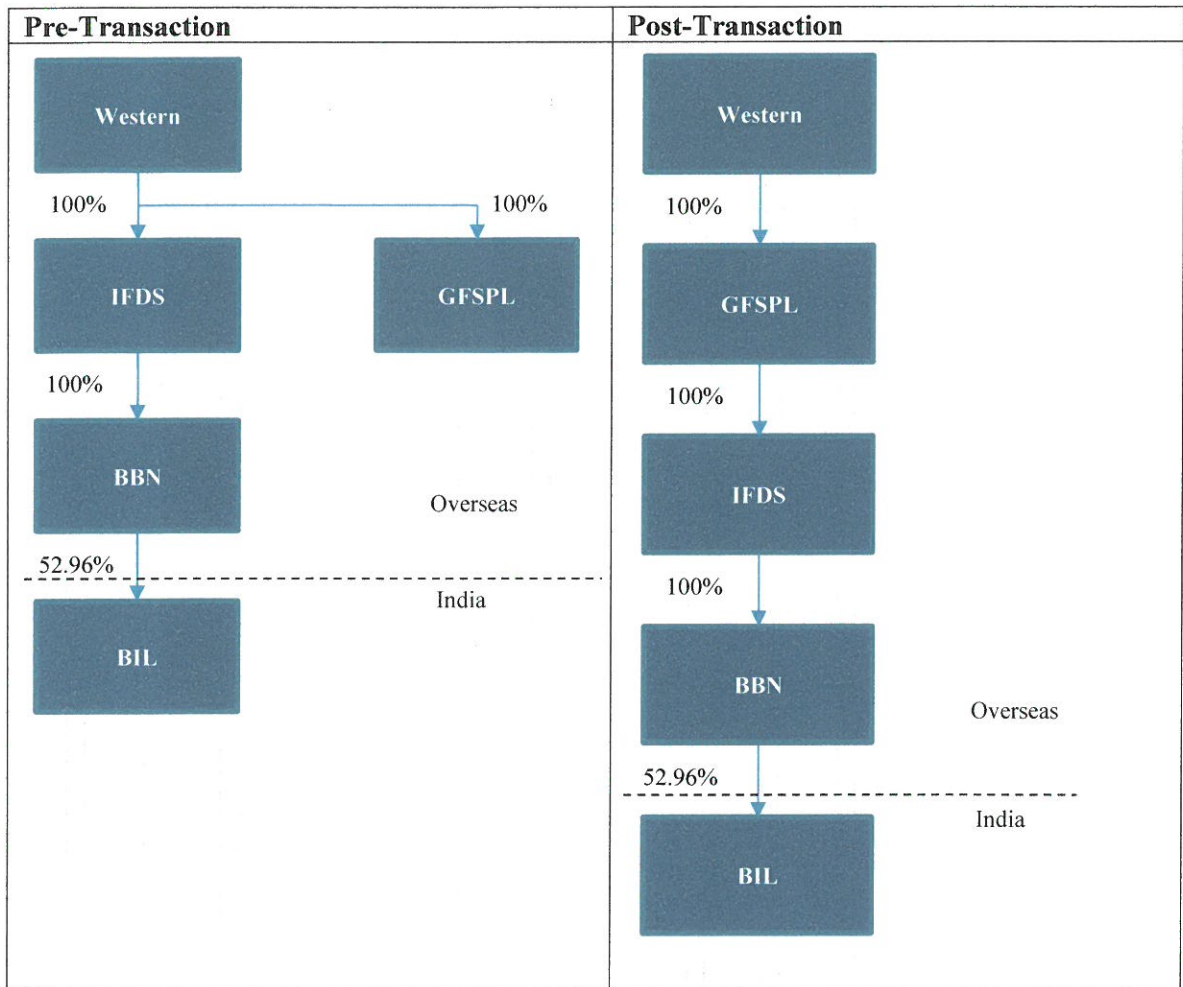 Pre-Transaction
Western
100%
100%
IFDS
GFSPL
100%
BBN
Overseas
52.96%
India
BIL
Post-Transaction
Western
100%
GFSPL
100%
IFDS
100%
BBN
Overseas
52.96%
India
BIL